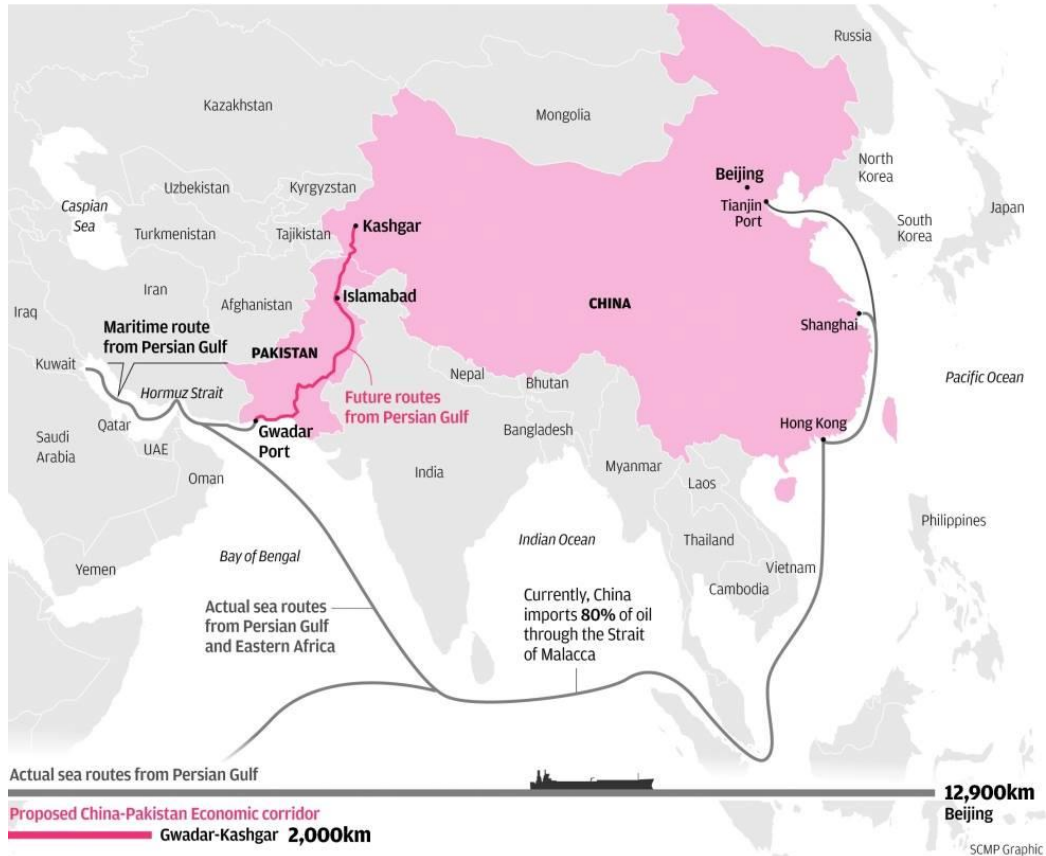 Russia
Kazakhstan
Mongolia
North
Korea
Beijing
Tianjin
Port
Japan
South
Korea
Uzbekistan
Kyrgyzstan
Caspian
Sea
Kashgar
Turkmenistan
Tajikistan
Iran
Islamabad
Afghanistan
CHINA
Iraq
Shanghai
Maritime route
from Persian Gulf
PAKISTAN
Kuwait
Nepal
Bhutan
Pacific Ocean
Hormuz Strait
Future routes
from Persian Gulf
Qatar
Gwadar
Port
Hong Kong
Bangladesh
Saudi
Arabia
UAE
India
Myanmar
Oman
Laos
Philippines
Bay of Bengal
Indian Ocean
Thailand
Yemen
Vietnam
Cambodia
Actual sea routes
from Persian Gulf
and Eastern Africa
Currently, China
imports 80% of oil
through the Strait
of Malacca
Actual sea routes from Persian Gulf
12,900km
Beijing
Proposed China-Pakistan Economic corridor
Gwadar-Kashgar 2,000km
SCMP Graphic